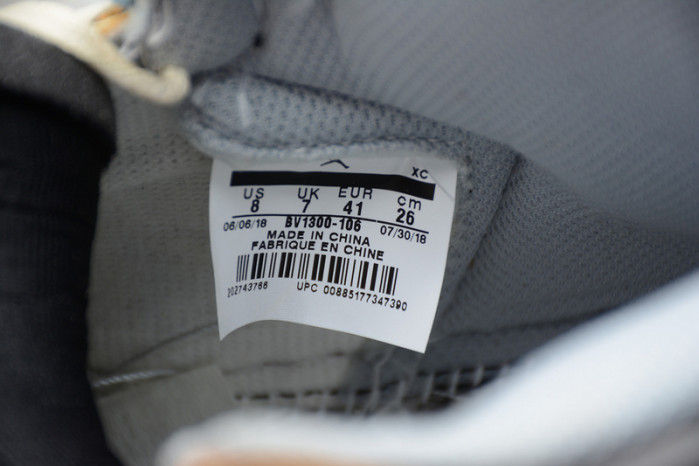 XC
US UK EUR cm
8 7 41 26
06/06/18 BV1300-106 07/30/18
MADE IN CHINA
FABRIQUE EN CHINE
202743766 UPC 00885177347390